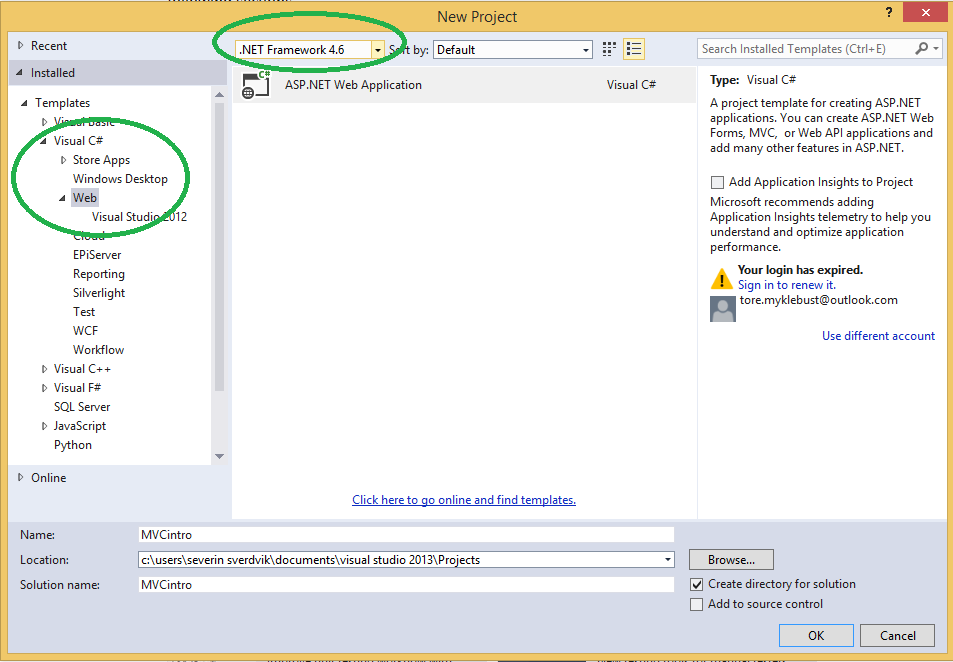 New Project
?
Recent
.NET Framework 4.6
Sort by:
Default
Search Installed Templates (Ctrl+E)
Installed
Templates
Visual Basic
Visual C#
Store Apps
Windows Desktop
Web
Visual Studio 2012
Cloud
EPiServer
Reporting
Silverlight
Test
WCF
Workflow
Visual C++
Visual F#
SQL Server
JavaScript
Python
Online
C#
ASP.NET Web Application
Visual C#
Click here to go online and find templates.
Type: Visual C#
A project template for creating ASP.NET
applications. You can create ASP.NET Web
Forms, MVC, or Web API applications and
add many other features in ASP.NET.
Add Application Insights to Project
Microsoft recommends adding
Application Insights telemetry to help you
understand and optimize application
performance.
Your login has expired.
Sign in to renew it.
tore.myklebust@outlook.com
Use different account
Name:
MVCintro
Location:
c:\users\severin sverdvik\documents\visual studio 2013\Projects
Browse...
Solution name:
MVCintro
Create directory for solution
Add to source control
OK
Cancel